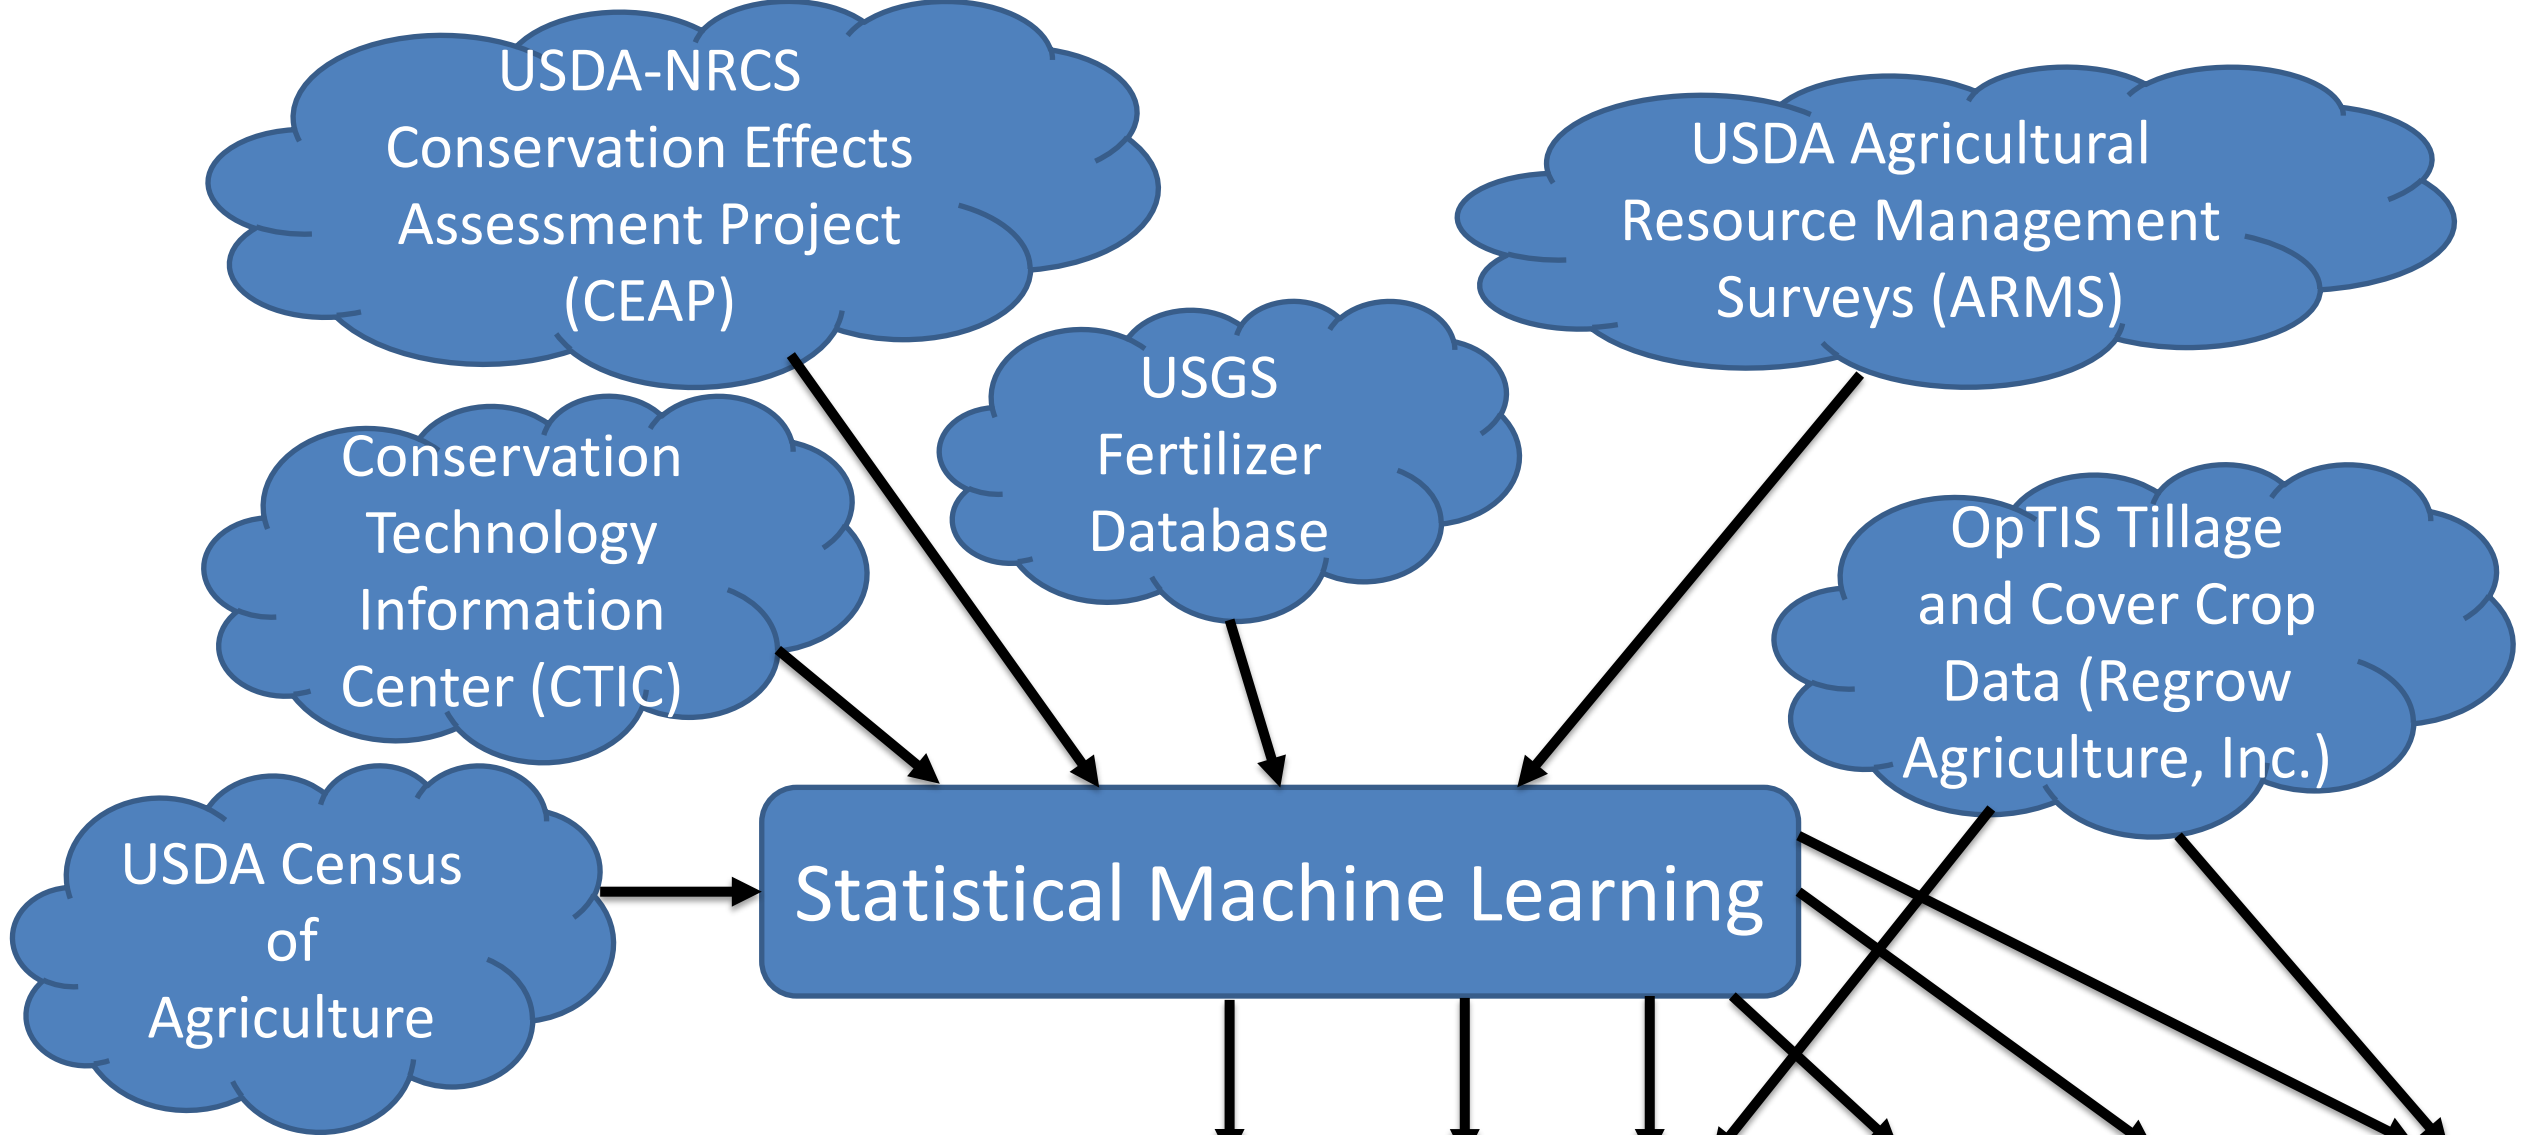 USDA-NRCS
Conservation Effects
Assessment Project
(CEAP)
USDA Agricultural
Resource Management
Surveys (ARMS)
USGS
Fertilizer
Database
Conservation
Technology
Information
Center (CTIC)
OpTIS Tillage
and Cover Crop
Data (Regrow
Agriculture, Inc.)
USDA Census
of
Agriculture
Statistical Machine Learning